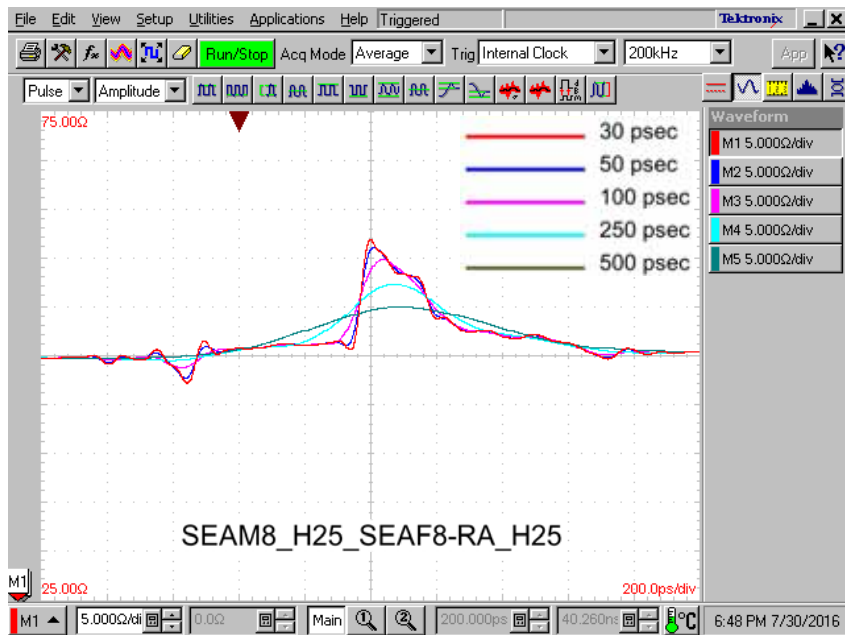 File Edit View Setup Utilities Applications Help Triggered Tektronix
Run/Stop Acq Mode Average Trig Internal Clock 200kHz App
Pulse Amplitude
75.00Ω
30 psec
50 psec
100 psec
250 psec
500 psec
Waveform
M1 5.000Ω/div
M2 5.000Ω/div
M3 5.000Ω/div
M4 5.000Ω/div
M5 5.000Ω/div
SEAM8_H25_SEAF8-RA_H25
M1
25.00Ω 200.0ps/div
M1 5.000Ω/di 0.0Ω Main 1 2 200.000ps 40.260ns °C 6:48 PM 7/30/2016